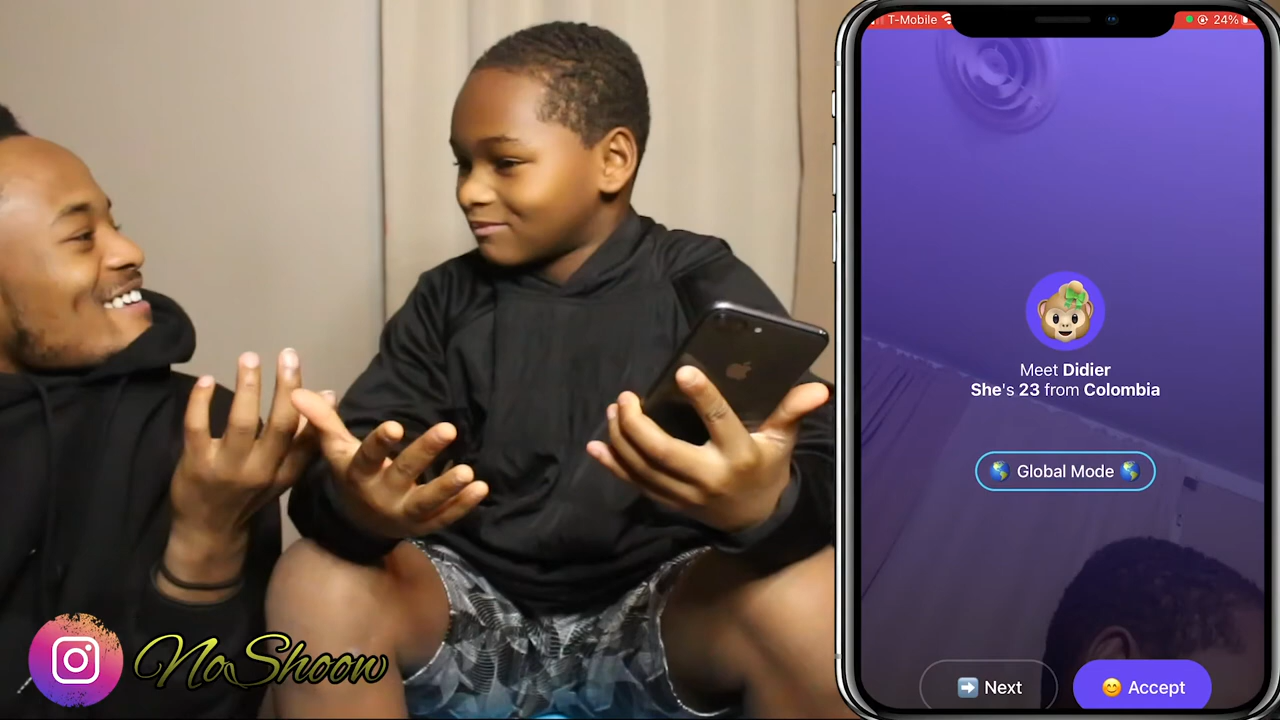 T-Mobile
24%
Meet Didier
She's 23 from Colombia
🌎 Global Mode 🌎
➡️ Next
😊 Accept
NoShoow